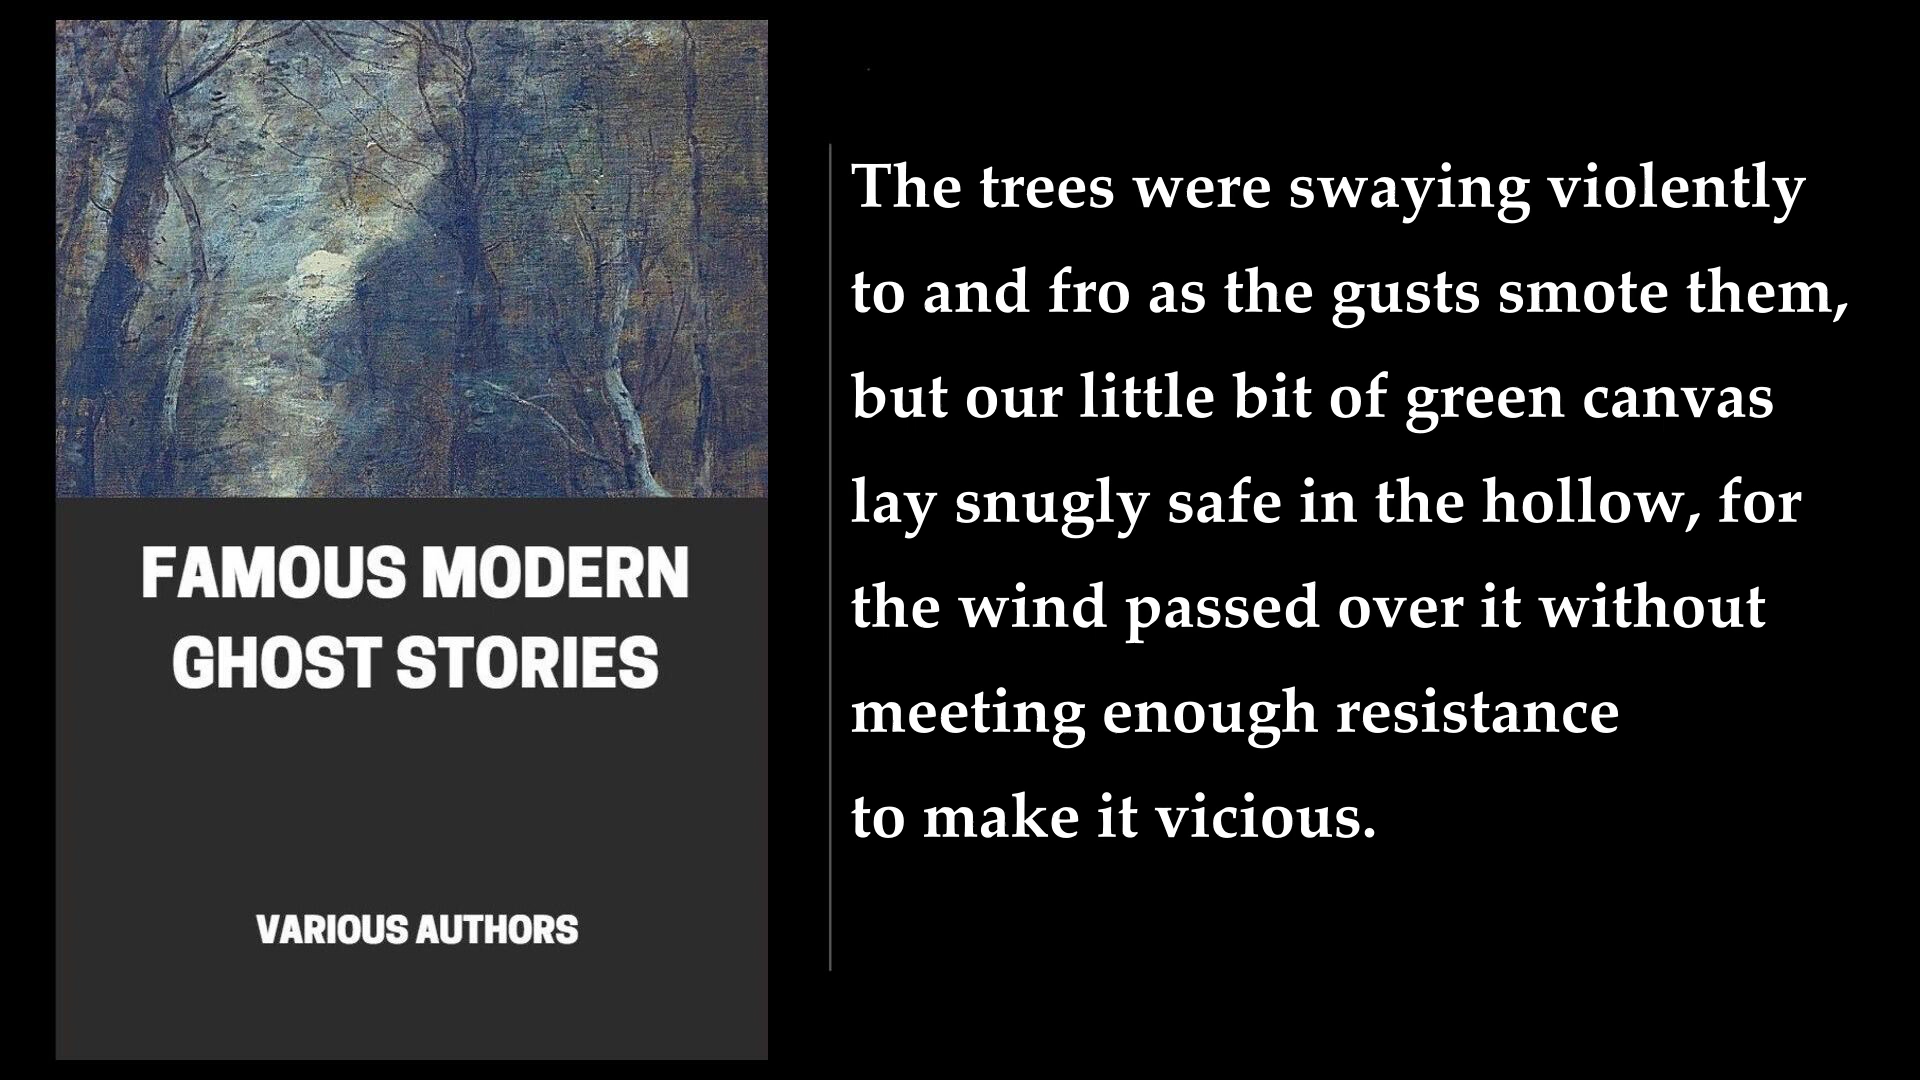 FAMOUS MODERN
GHOST STORIES
VARIOUS AUTHORS
The trees were swaying violently
to and fro as the gusts smote them,
but our little bit of green canvas
lay snugly safe in the hollow, for
the wind passed over it without
meeting enough resistance
to make it vicious.